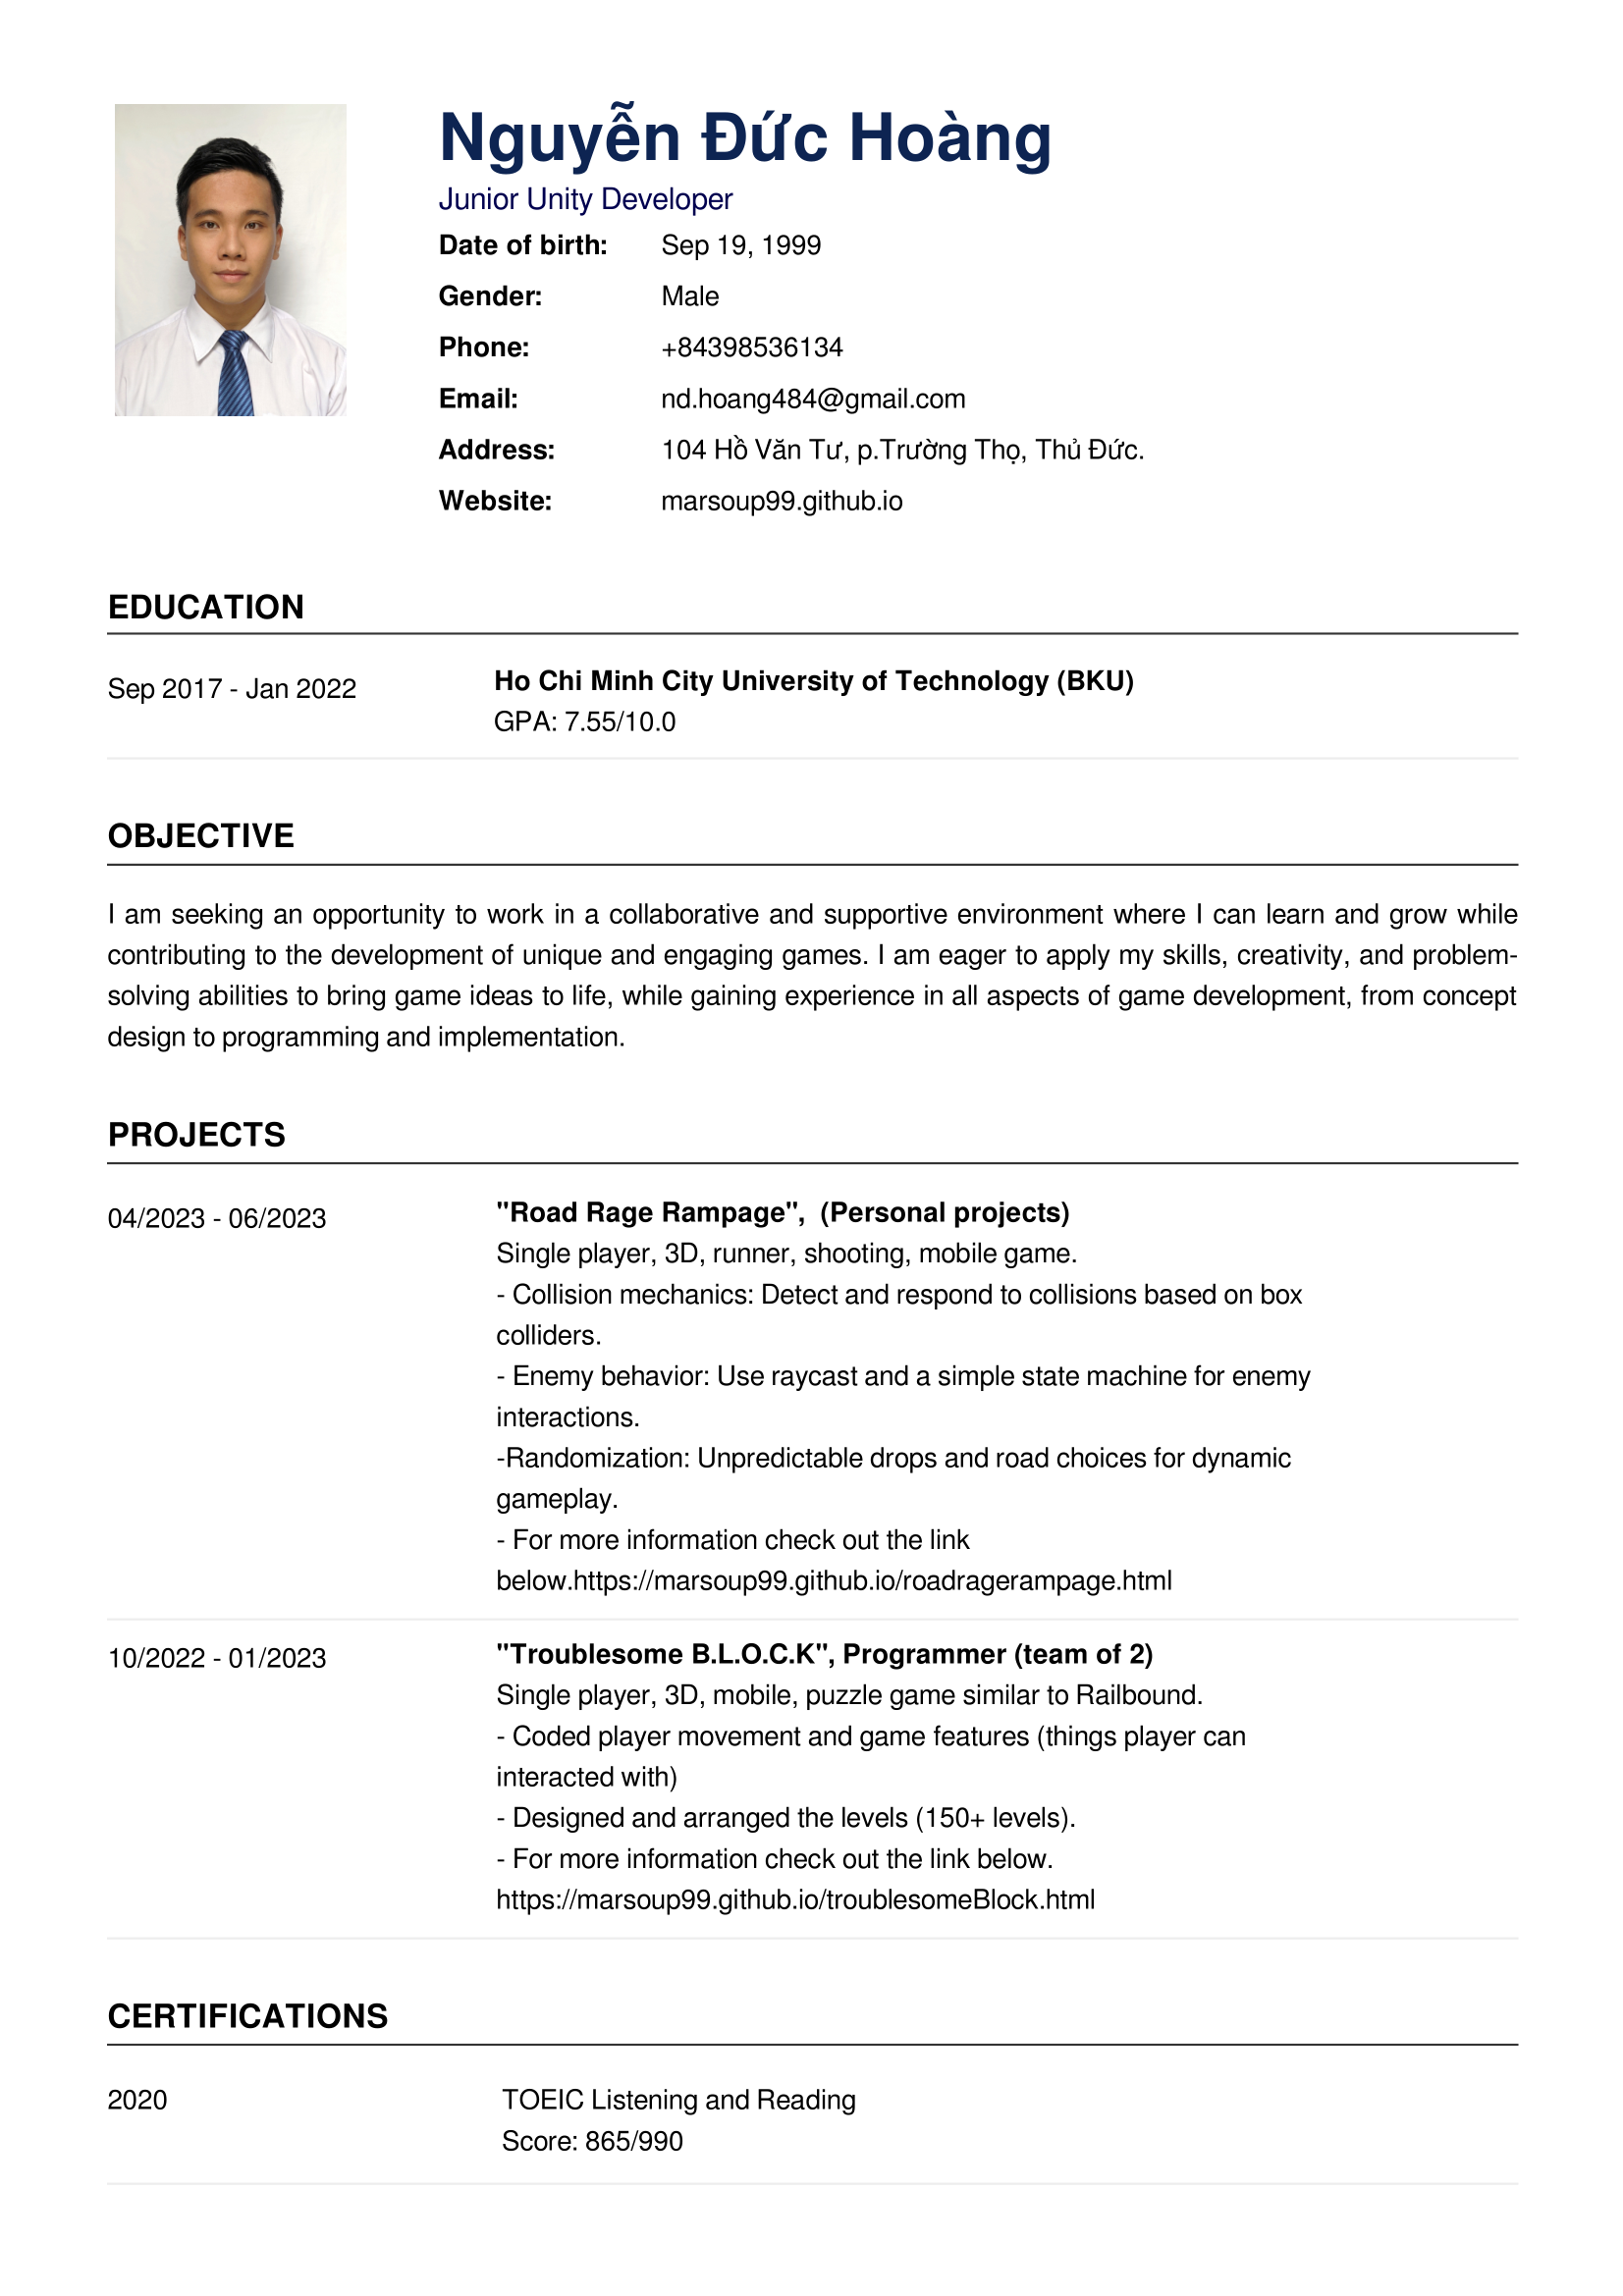 Nguyễn Đức Hoàng
Junior Unity Developer
Date of birth: Sep 19, 1999
Gender: Male
Phone: +84398536134
Email: nd.hoang484@gmail.com
Address: 104 Hồ Văn Tư, p.Trường Thọ, Thủ Đức.
Website: marsoup99.github.io
EDUCATION
Sep 2017 - Jan 2022 Ho Chi Minh City University of Technology (BKU)
GPA: 7.55/10.0
OBJECTIVE
I am seeking an opportunity to work in a collaborative and supportive environment where I can learn and grow while
contributing to the development of unique and engaging games. I am eager to apply my skills, creativity, and problem-
solving abilities to bring game ideas to life, while gaining experience in all aspects of game development, from concept
design to programming and implementation.
PROJECTS
04/2023 - 06/2023 "Road Rage Rampage", (Personal projects)
Single player, 3D, runner, shooting, mobile game.
- Collision mechanics: Detect and respond to collisions based on box
colliders.
- Enemy behavior: Use raycast and a simple state machine for enemy
interactions.
-Randomization: Unpredictable drops and road choices for dynamic
gameplay.
- For more information check out the link
below.https://marsoup99.github.io/roadragerampage.html
10/2022 - 01/2023 "Troublesome B.L.O.C.K", Programmer (team of 2)
Single player, 3D, mobile, puzzle game similar to Railbound.
- Coded player movement and game features (things player can
interacted with)
- Designed and arranged the levels (150+ levels).
- For more information check out the link below.
https://marsoup99.github.io/troublesomeBlock.html
CERTIFICATIONS
2020 TOEIC Listening and Reading
Score: 865/990